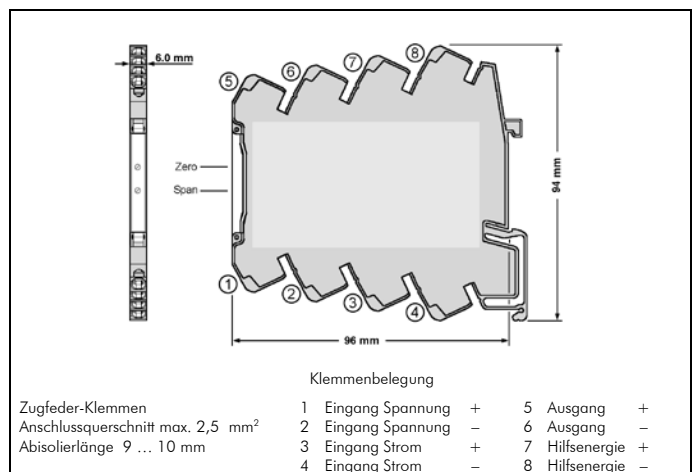 6.0 mm
5
6
7
8
Zero
Span
94 mm
1
2
3
4
96 mm
Klemmenbelegung
Zugfeder-Klemmen
Anschlussquerschnitt max. 2,5 mm²
Abisolierlänge 9 … 10 mm
1 Eingang Spannung +
2 Eingang Spannung –
3 Eingang Strom +
4 Eingang Strom –
5 Ausgang +
6 Ausgang –
7 Hilfsenergie +
8 Hilfsenergie –